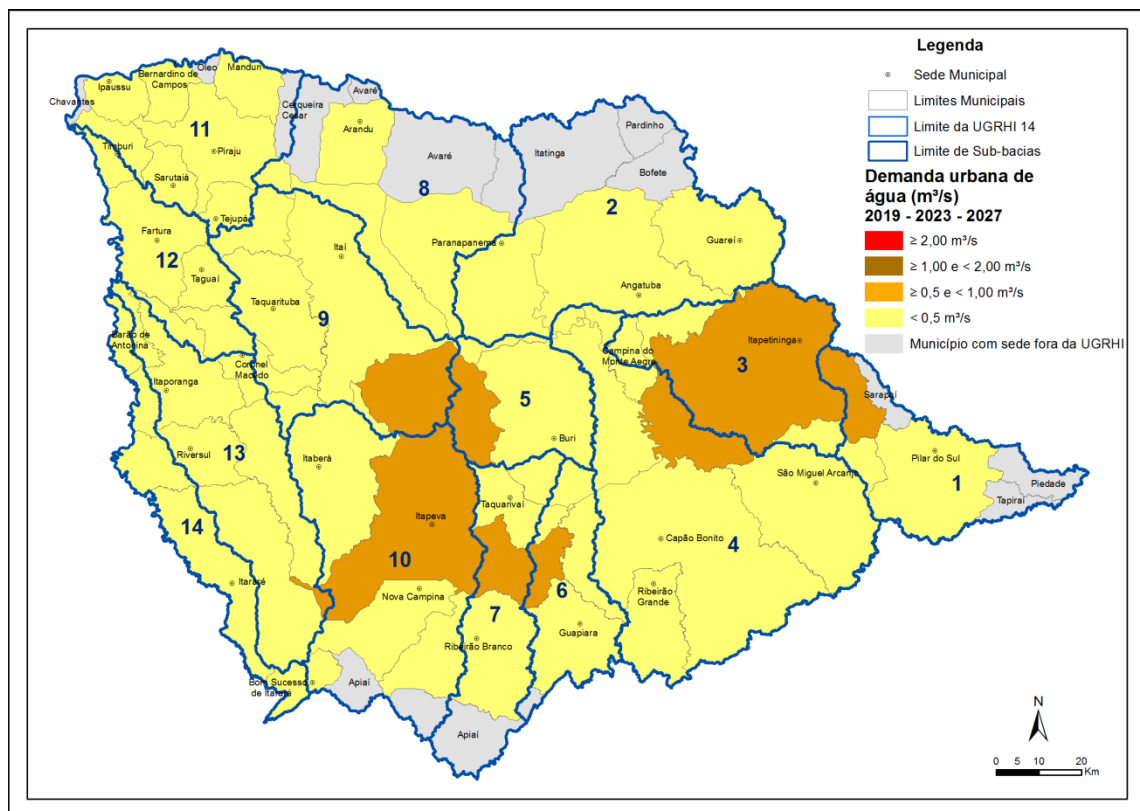 Legenda
Sede Municipal
Limites Municipais
Limite da UGRHI 14
Limite de Sub-bacias
Demanda urbana de
água (m³/s)
2019 - 2023 - 2027
≥ 2,00 m³/s
≥ 1,00 e < 2,00 m³/s
≥ 0,5 e < 1,00 m³/s
< 0,5 m³/s
Município com sede fora da UGRHI
Óleo
Manduri
Bernardino de
Campos
Ipaussu
Chavantes
Cerqueira
Cesar
Avaré
Arandu
11
Piraju
Timburi
Sarutaiá
Tejupá
Avaré
8
Itatinga
Pardinho
Bofete
2
Guareí
Paranapanema
Angatuba
Fartura
12
Taguaí
Itaí
Taquarituba
9
Barão de
Antonina
Coronel
Macedo
Itaporanga
Campina do
Monte Aegre
Itapetininga
3
Sarapuí
5
Buri
Riversul
13
Itaberá
Pilar do Sul
1
Piedade
Tapiraí
São Miguel Arcanjo
Taquarivaí
14
Itapeva
10
Capão Bonito
4
Itararé
Nova Campina
6
Ribeirão
Grande
7
Guapiara
Ribeirão Branco
Bom Sucesso
de Itararé
Apiaí
Apiaí
N
0 5 10 20
Km